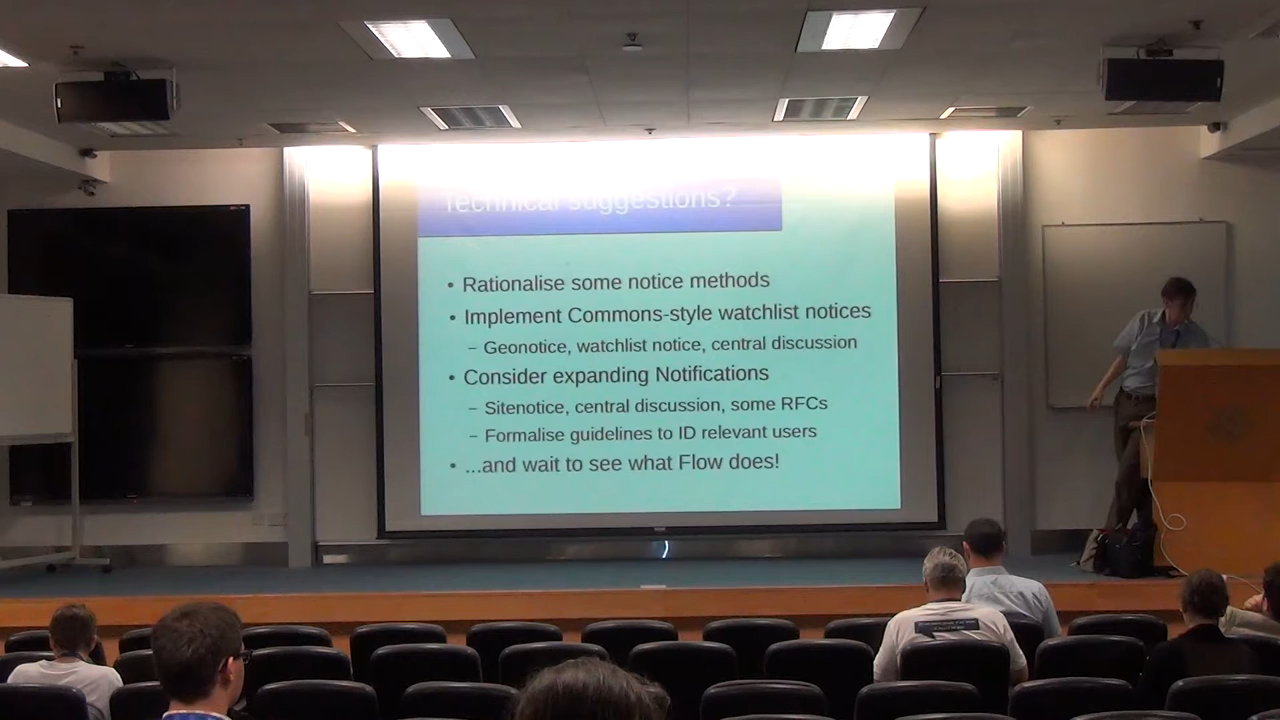 Technical suggestions?
• Rationalise some notice methods
• Implement Commons-style watchlist notices
– Geonotice, watchlist notice, central discussion
• Consider expanding Notifications
– Sitenotice, central discussion, some RFCs
– Formalise guidelines to ID relevant users
• ...and wait to see what Flow does!